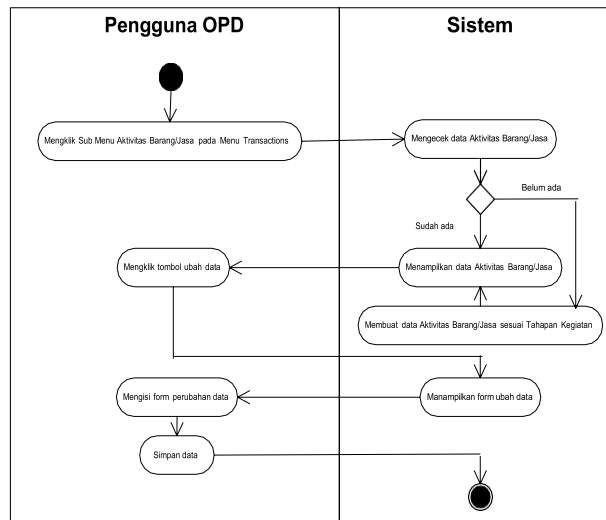 Pengguna OPD
Sistem
Mengklik Sub Menu Aktivitas Barang/Jasa pada Menu Transactions
Mengecek data Aktivitas Barang/Jasa
Belum ada
Sudah ada
Mengklik tombol ubah data
Menampilkan data Aktivitas Barang/Jasa
Membuat data Aktivitas Barang/Jasa sesuai Tahapan Kegiatan
Mengisi form perubahan data
Manampilkan form ubah data
Simpan data